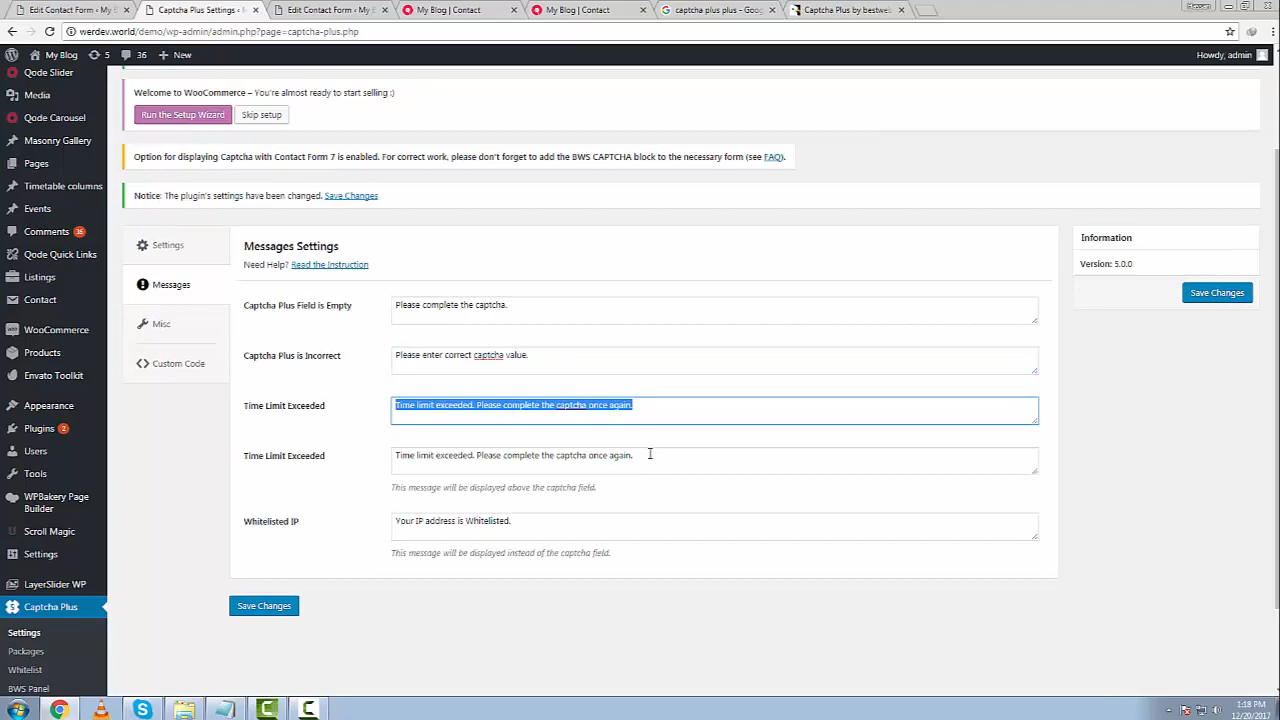 Edit Contact Form ‹ My B
Captcha Plus Settings ‹ M
Edit Contact Form ‹ My B
My Blog | Contact
My Blog | Contact
captcha plus plus - Goo
Captcha Plus by bestwe
werdev.world/demo/wp-admin/admin.php?page=captcha-plus.php
My Blog 5 36 + New
Howdy, admin
Qode Slider
Media
Qode Carousel
Masonry Gallery
Pages
Timetable columns
Events
Comments 36
Qode Quick Links
Listings
Contact
WooCommerce
Products
Envato Toolkit
Appearance
Plugins 2
Users
Tools
WPBakery Page
Builder
Scroll Magic
Settings
LayerSlider WP
Captcha Plus
Settings
Packages
Whitelist
BWS Panel
Welcome to WooCommerce – You're almost ready to start selling :)
Run the Setup Wizard
Skip setup
Option for displaying Captcha with Contact Form 7 is enabled. For correct work, please don't forget to add the BWS CAPTCHA block to the necessary form (see FAQ).
Notice: The plugin's settings have been changed. Save Changes
Settings
Messages
Misc
Custom Code
Messages Settings
Need Help? Read the Instruction
Captcha Plus Field is Empty
Please complete the captcha.
Captcha Plus is Incorrect
Please enter correct captcha value.
Time Limit Exceeded
Time limit exceeded. Please complete the captcha once again.
Time Limit Exceeded
Time limit exceeded. Please complete the captcha once again.
This message will be displayed above the captcha field.
Whitelisted IP
Your IP address is Whitelisted.
This message will be displayed instead of the captcha field.
Save Changes
Information
Version: 5.0.0
Save Changes
1:18 PM
12/20/2017